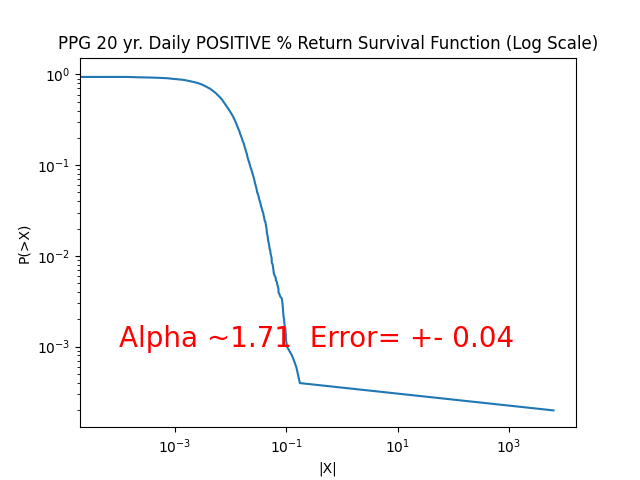 PPG 20 yr. Daily POSITIVE % Return Survival Function (Log Scale)
10⁰
10⁻¹
10⁻²
10⁻³
P(>X)
Alpha ~1.71  Error= +- 0.04
10⁻³ 10⁻¹ 10¹ 10³
|X|